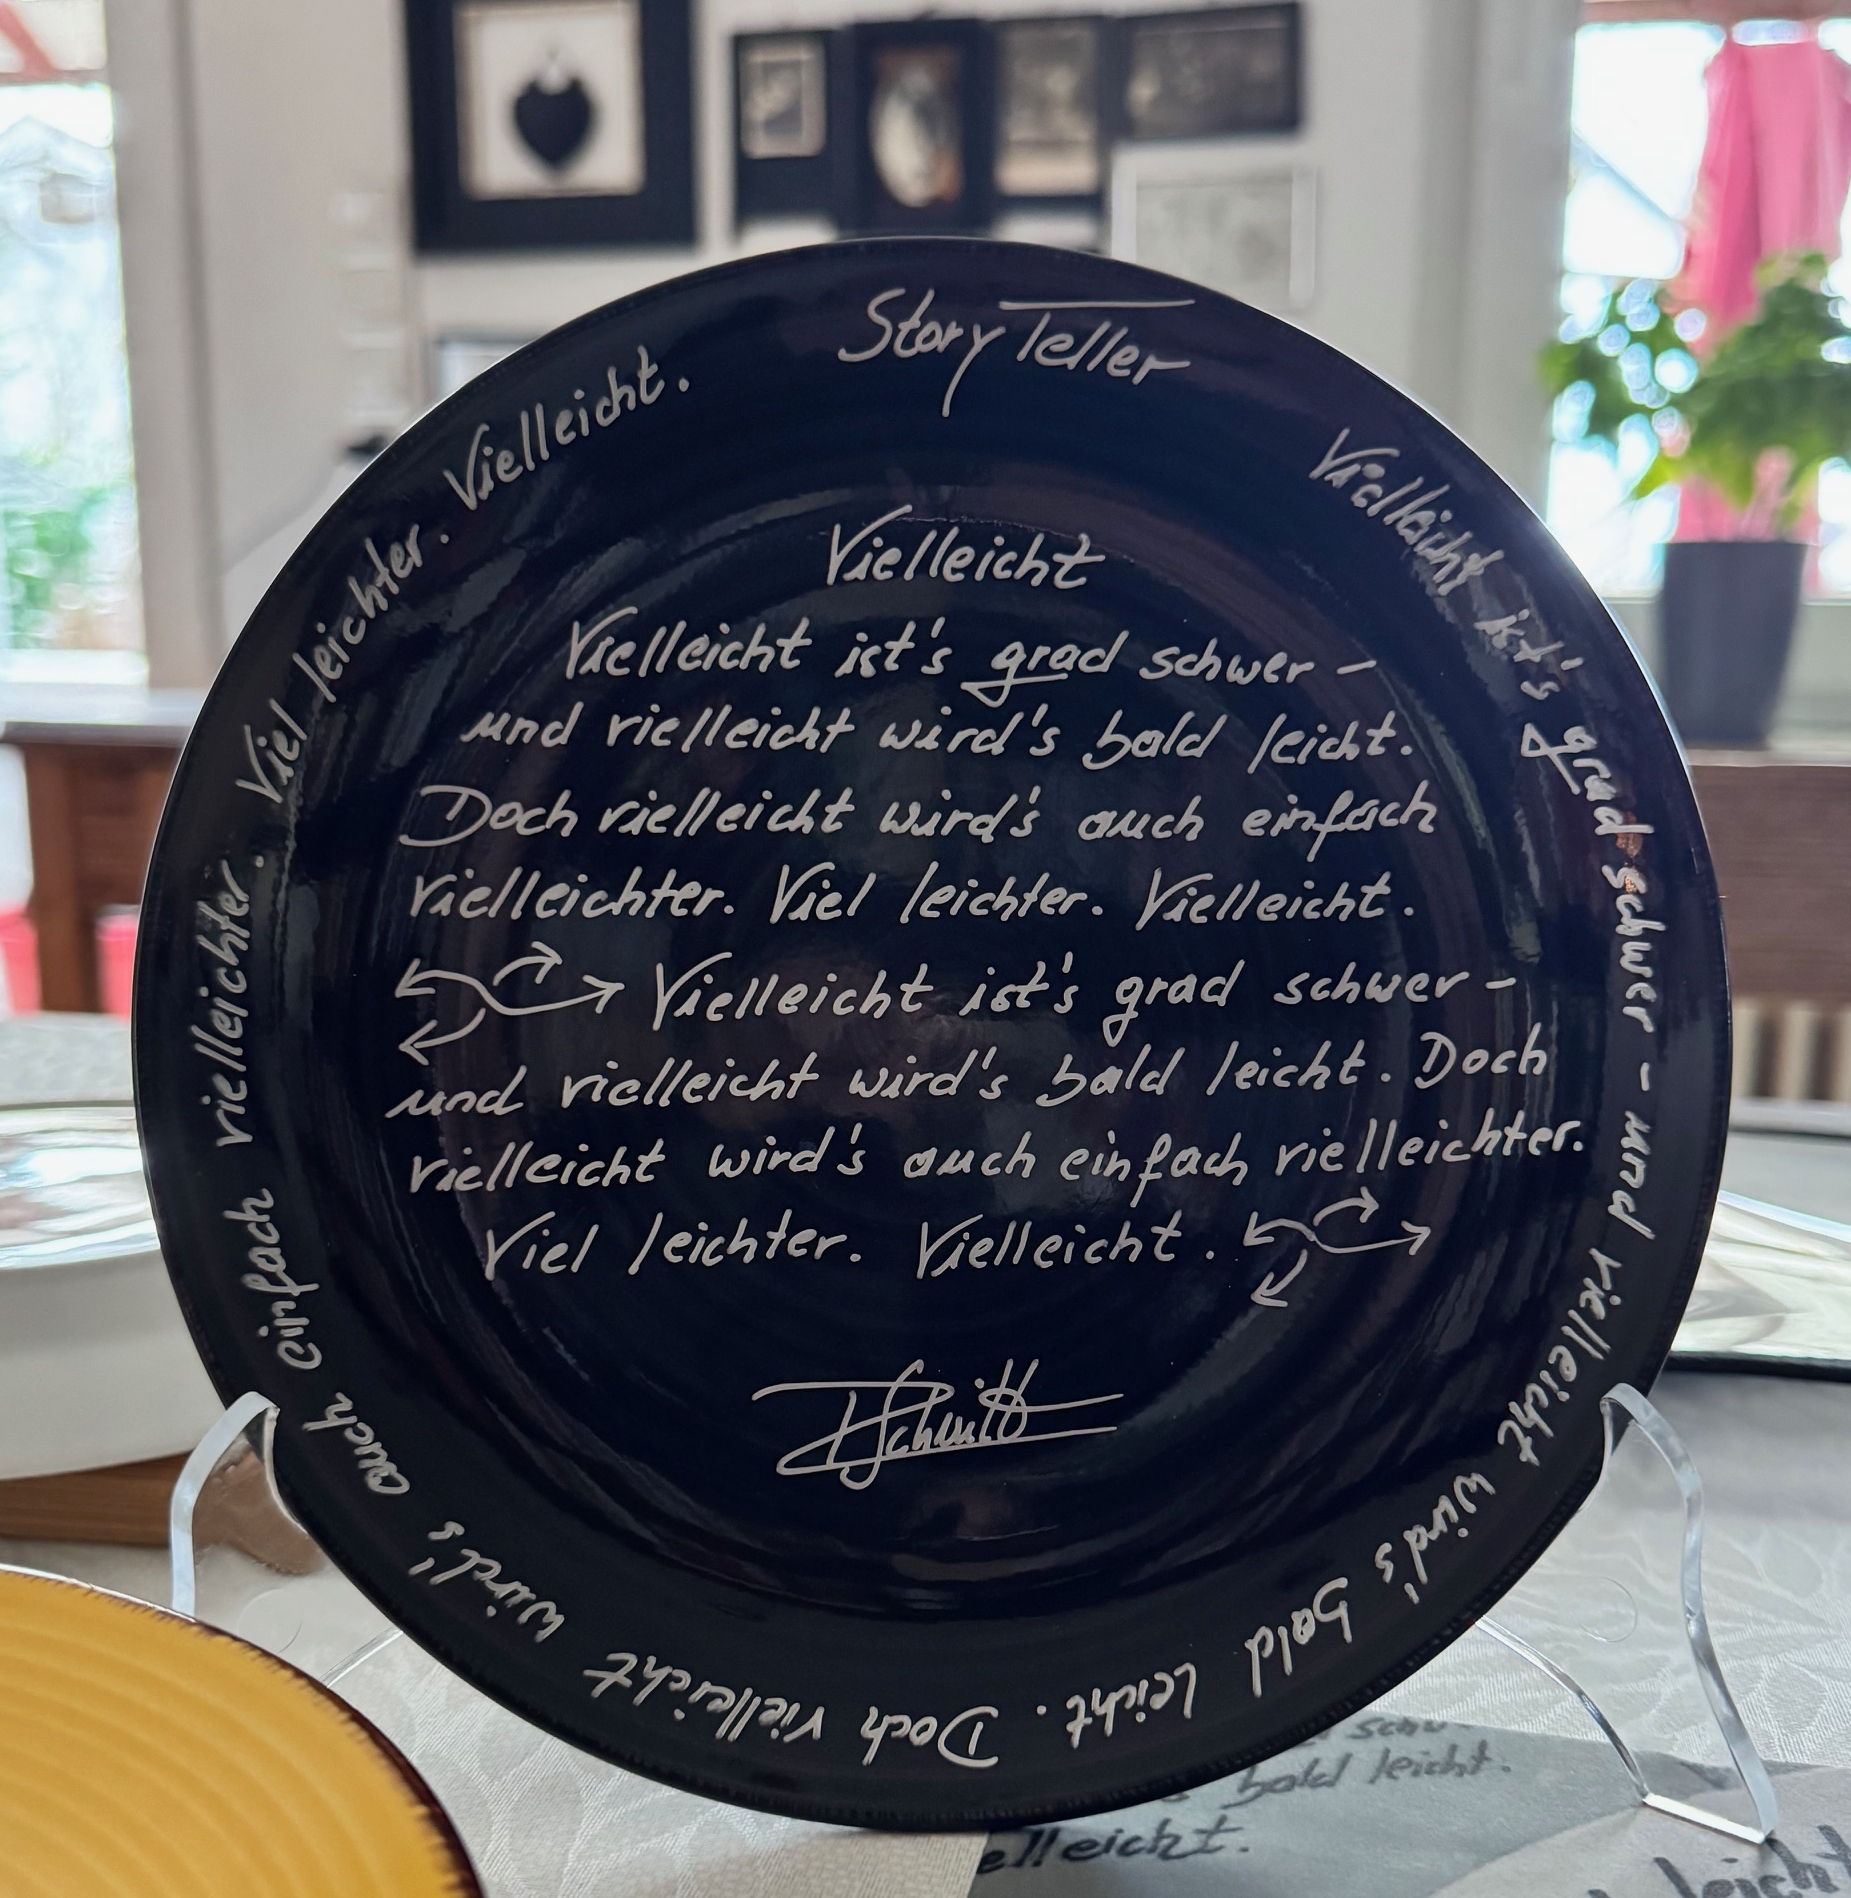 Story Teller
Vielleicht ist's grad schwer – und vielleicht wird's bald leicht. Doch vielleicht wird's auch einfach vielleichter. Viel leichter. Vielleicht.
Vielleicht
Vielleicht ist's grad schwer –
und vielleicht wird's bald leicht.
Doch vielleicht wird's auch einfach
vielleichter. Viel leichter. Vielleicht.
Vielleicht ist's grad schwer –
und vielleicht wird's bald leicht. Doch
vielleicht wird's auch einfach vielleichter.
Viel leichter. Vielleicht.
Schmitt
bald leicht.
elleicht.
leicht